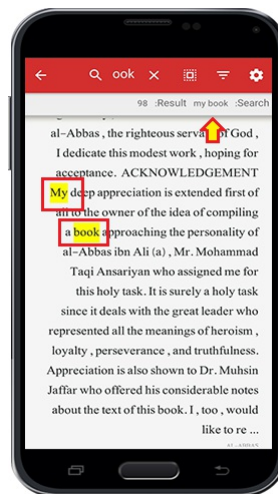 ook
98 :Result my book :Search
al-Abbas , the righteous serva of God ,
I dedicate this modest work , hoping for
acceptance. ACKNOWLEDGEMENT
My deep appreciation is extended first of
all to the owner of the idea of compiling
a book approaching the personality of
al-Abbas ibn Ali (a) , Mr. Mohammad
Taqi Ansariyan who assigned me for
this holy task. It is surely a holy task
since it deals with the great leader who
represented all the meanings of heroism ,
loyalty , perseverance , and truthfulness.
Appreciation is also shown to Dr. Muhsin
Jaffar who offered his considerable notes
about the text of this book. I , too , would
like to re ...